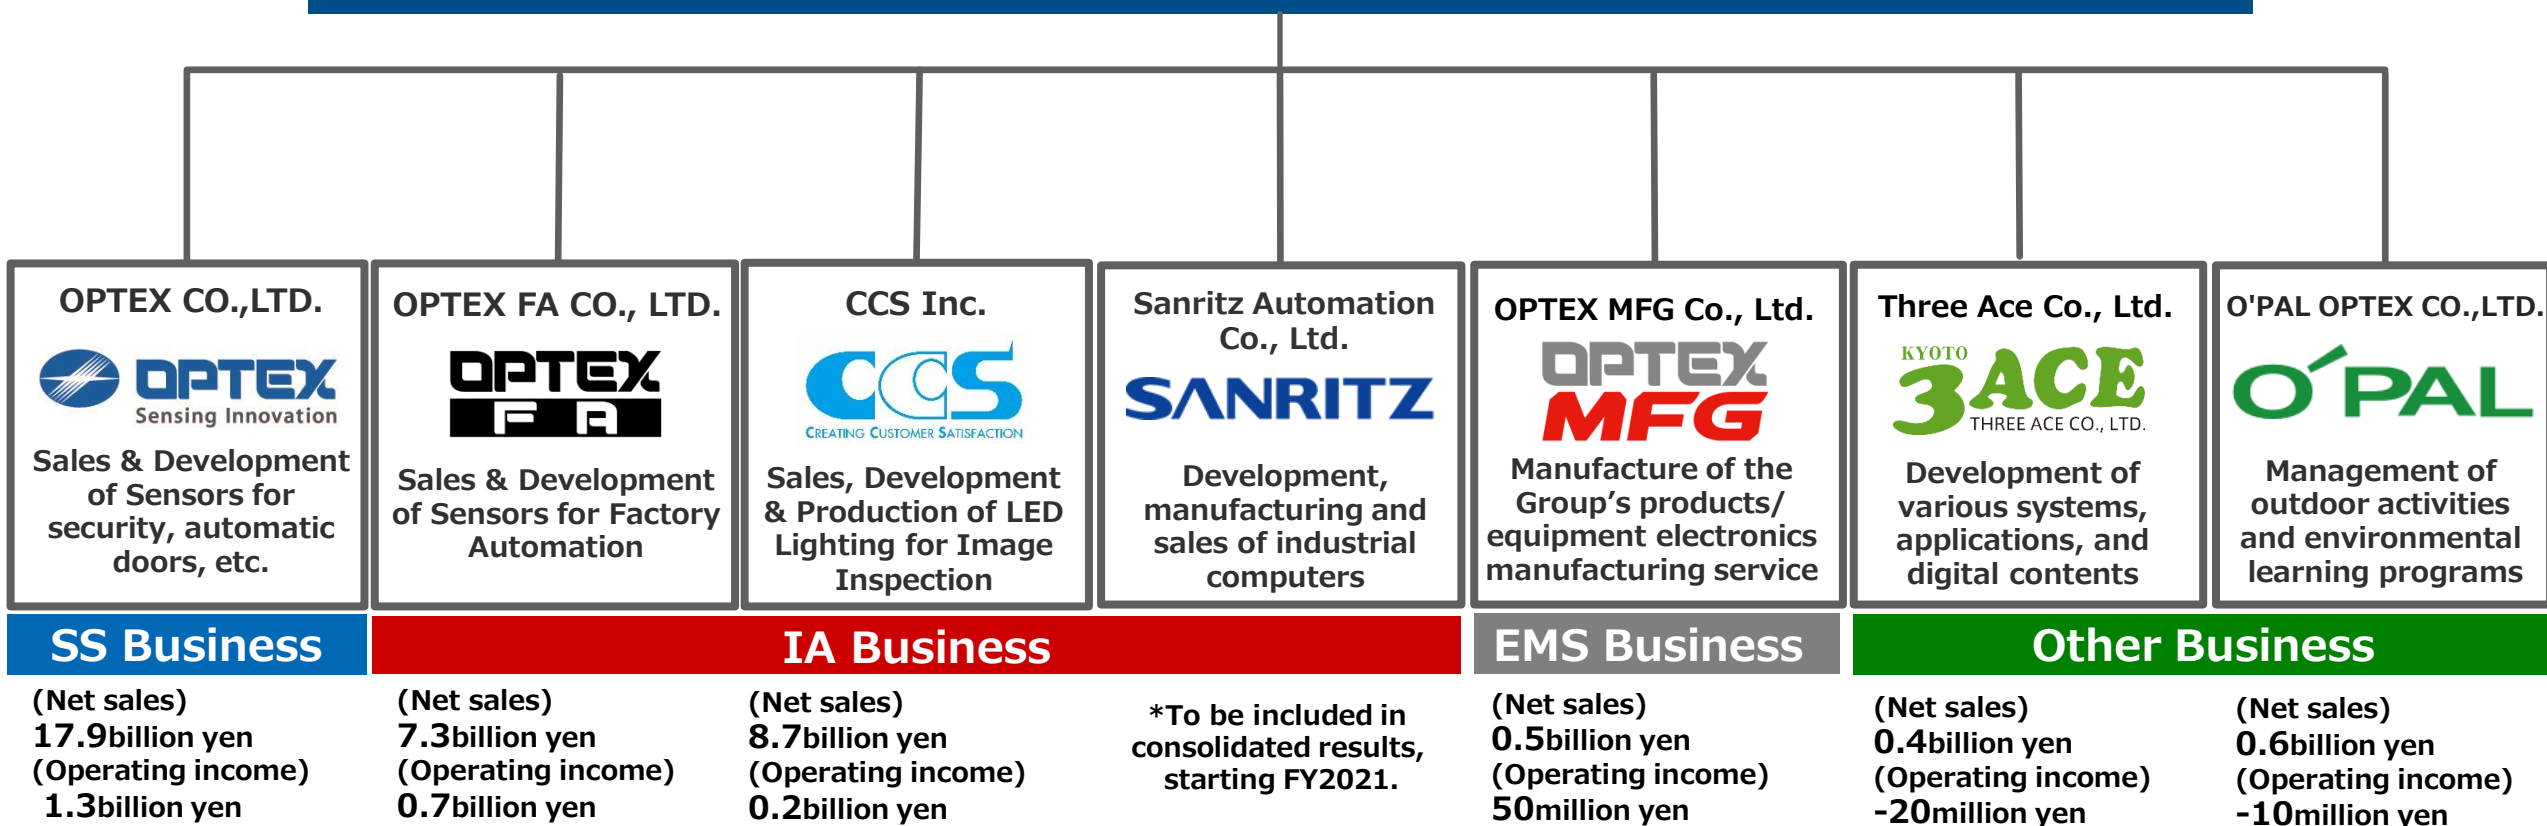 OPTEX CO.,LTD.
OPTEX
Sensing Innovation
Sales & Development
of Sensors for
security, automatic
doors, etc.
OPTEX FA CO., LTD.
OPTEX
FA
Sales & Development
of Sensors for Factory
Automation
CCS Inc.
CCS
CREATING CUSTOMER SATISFACTION
Sales, Development
& Production of LED
Lighting for Image
Inspection
Sanritz Automation
Co., Ltd.
SANRITZ
Development,
manufacturing and
sales of industrial
computers
OPTEX MFG Co., Ltd.
OPTEX
MFG
Manufacture of the
Group’s products/
equipment electronics
manufacturing service
Three Ace Co., Ltd.
KYOTO
3ACE
THREE ACE CO., LTD.
Development of
various systems,
applications, and
digital contents
O'PAL OPTEX CO.,LTD.
O'PAL
Management of
outdoor activities
and environmental
learning programs
SS Business
IA Business
EMS Business
Other Business
(Net sales)
17.9billion yen
(Operating income)
1.3billion yen
(Net sales)
7.3billion yen
(Operating income)
0.7billion yen
(Net sales)
8.7billion yen
(Operating income)
0.2billion yen
*To be included in
consolidated results,
starting FY2021.
(Net sales)
0.5billion yen
(Operating income)
50million yen
(Net sales)
0.4billion yen
(Operating income)
-20million yen
(Net sales)
0.6billion yen
(Operating income)
-10million yen